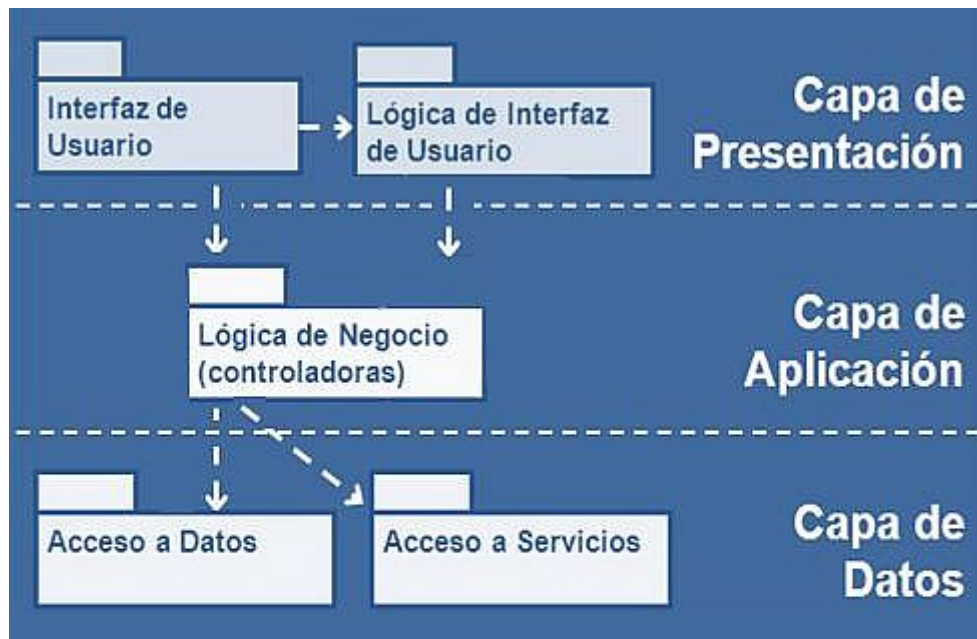 Interfaz de
Usuario
Lógica de Interfaz
de Usuario
Capa de
Presentación
Lógica de Negocio
(controladoras)
Capa de
Aplicación
Acceso a Datos
Acceso a Servicios
Capa de
Datos